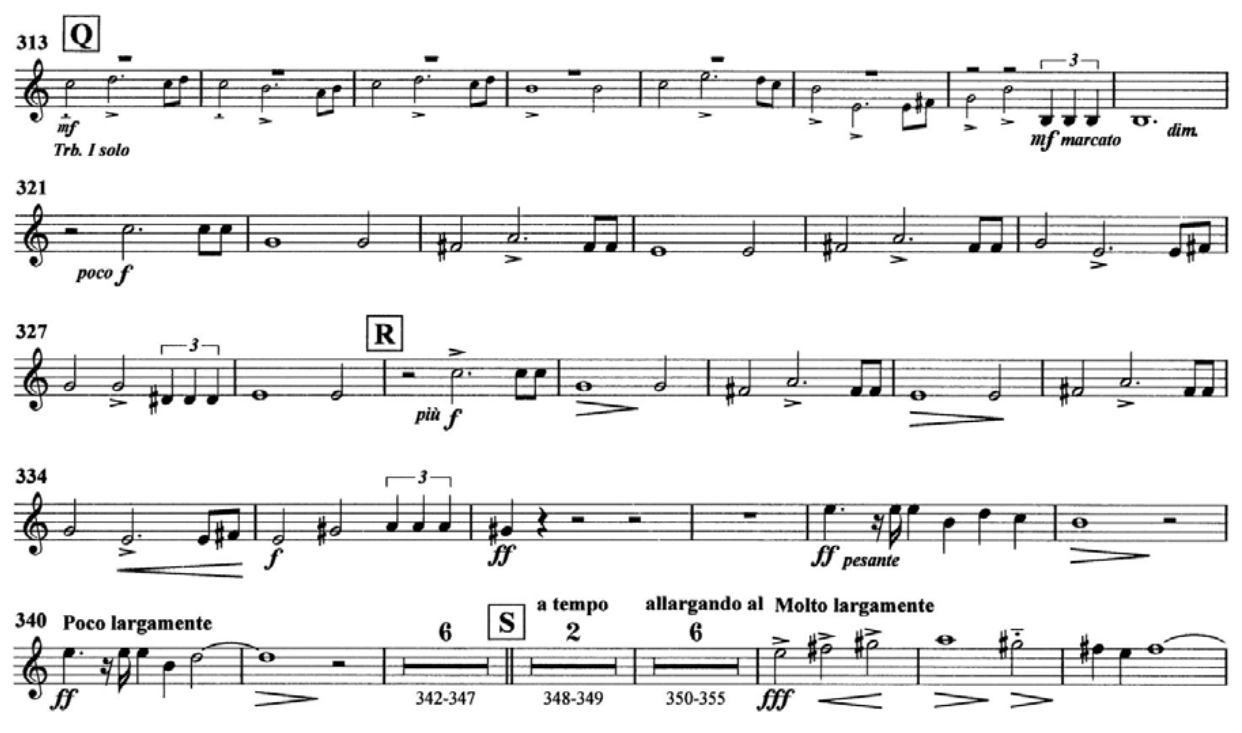 313 Q
3
mf
mf marcato
dim.
Trb. I solo
321
poco f
327 R
3
più f
334
3
f
ff
ff pesante
a tempo allargando al Molto largamente
340 Poco largamente
6 S 2 6
ff
342-347 348-349 350-355 fff